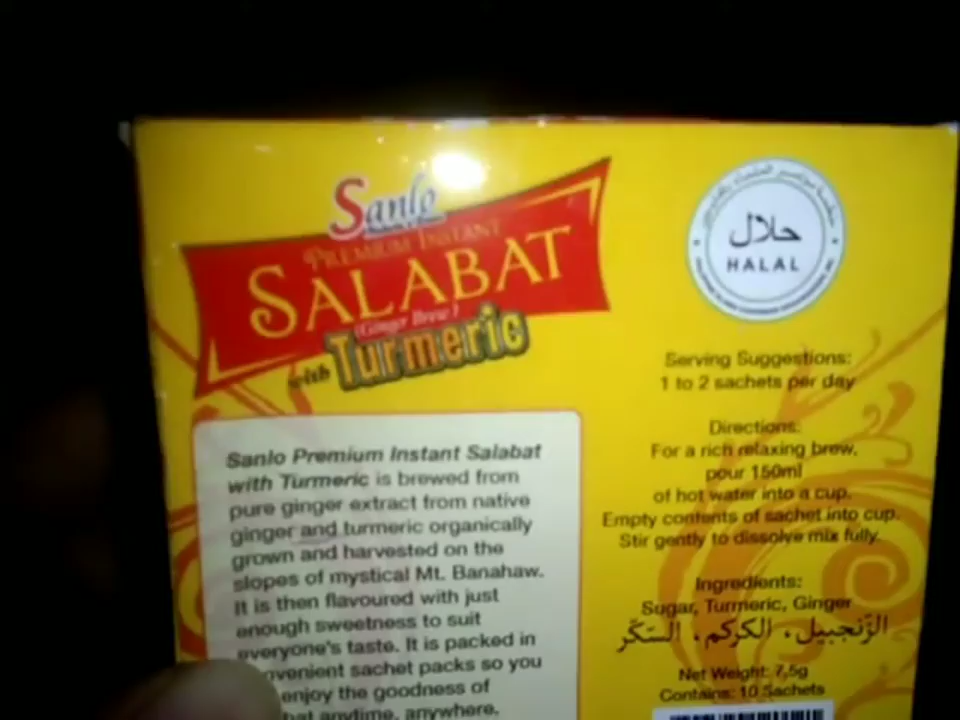 Sanlo
PREMIUM INSTANT
SALABAT
(Ginger Brew)
with Turmeric
Sanlo Premium Instant Salabat
with Turmeric is brewed from
pure ginger extract from native
ginger and turmeric organically
grown and harvested on the
slopes of mystical Mt. Banahaw.
It is then flavoured with just
enough sweetness to suit
everyone's taste. It is packed in
sachet packs so you
enjoy the goodness of
anytime, anywhere.
حلال
HALAL
Serving Suggestions:
1 to 2 sachets per day
Directions:
For a rich relaxing brew,
pour 150ml
of hot water into a cup.
Empty contents of sachet into cup.
Stir gently to dissolve mix fully.
Ingredients:
Sugar, Turmeric, Ginger
الزّنجبيل، الكركم، السّكّر
Net Weight: 7,5g
Contains: 10 Sachets